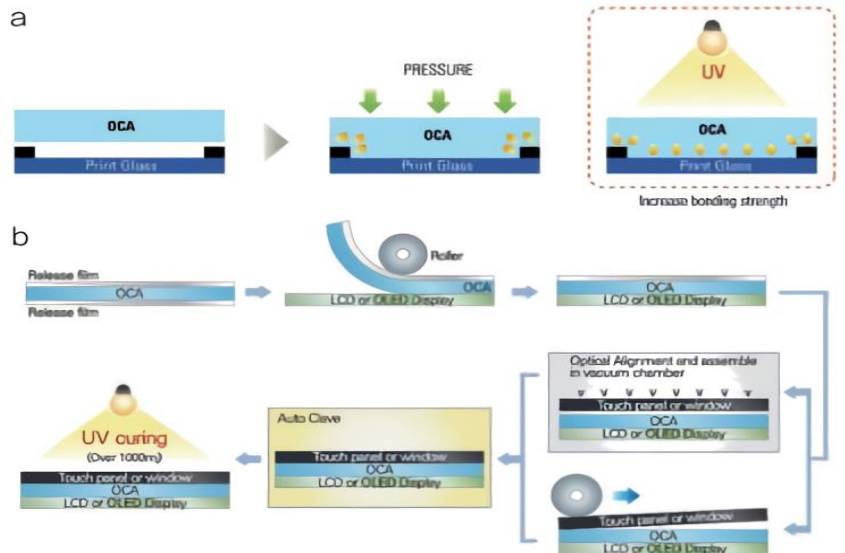 a
PRESSURE
UV
OCA
OCA
OCA
Print Glass
Print Glass
Print Glass
Increase bonding strength
b
Release film
OCA
Release film
Roller
OCA
LCD or OLED Display
OCA
LCD or OLED Display
Optical Alignment and assemble
in vacuum chamber
Touch panel or window
OCA
LCD or OLED Display
Touch panel or window
OCA
LCD or OLED Display
Auto Clave
Touch panel or window
OCA
LCD or OLED Display
UV curing
(Over 1000mj)
Touch panel or window
OCA
LCD or OLED Display